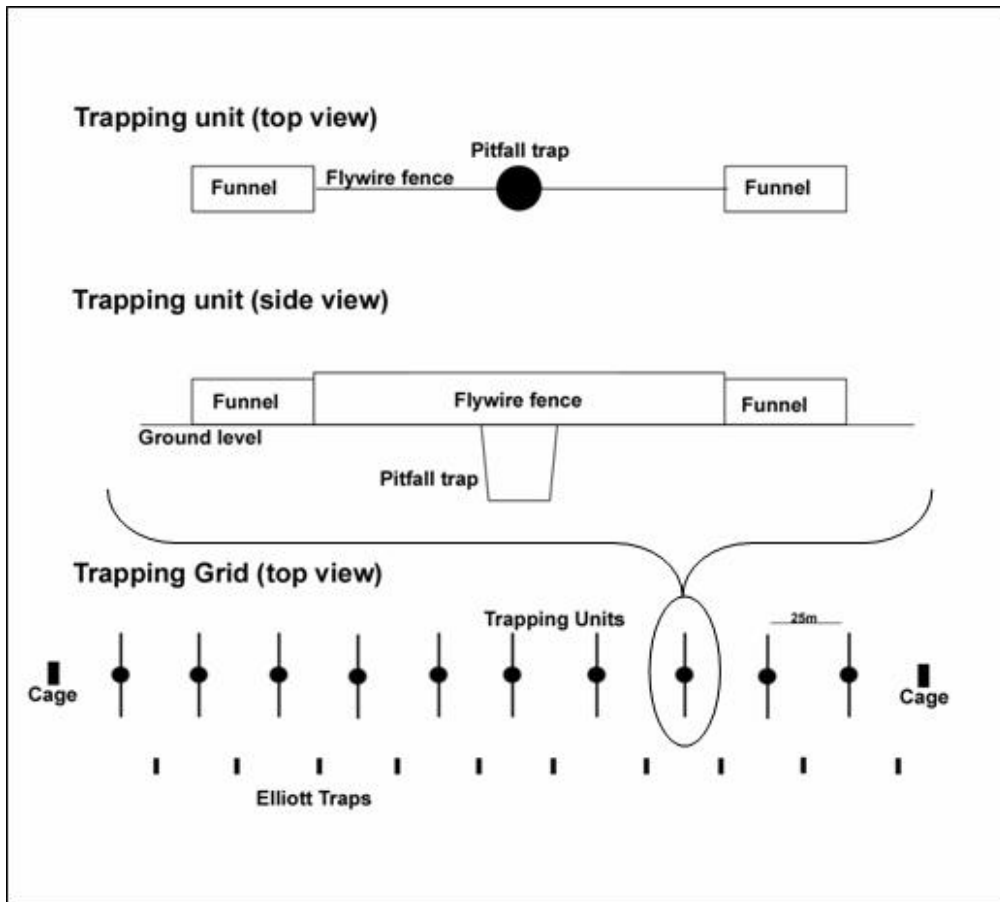 Trapping unit (top view)
Pitfall trap
Funnel
Flywire fence
Funnel
Trapping unit (side view)
Funnel
Flywire fence
Funnel
Ground level
Pitfall trap
Trapping Grid (top view)
Trapping Units
25m
Cage
Cage
Elliott Traps